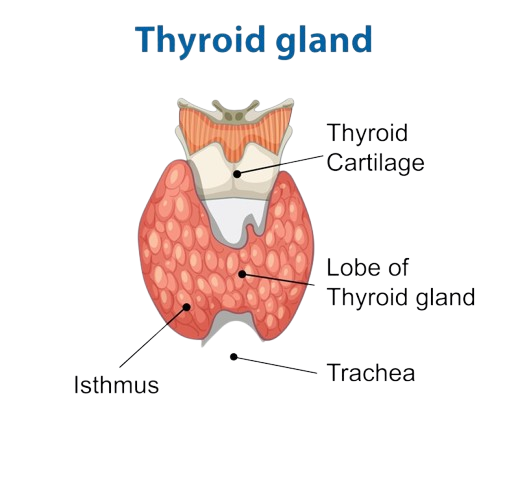 Thyroid gland
Thyroid
Cartilage
Lobe of
Thyroid gland
Isthmus
Trachea